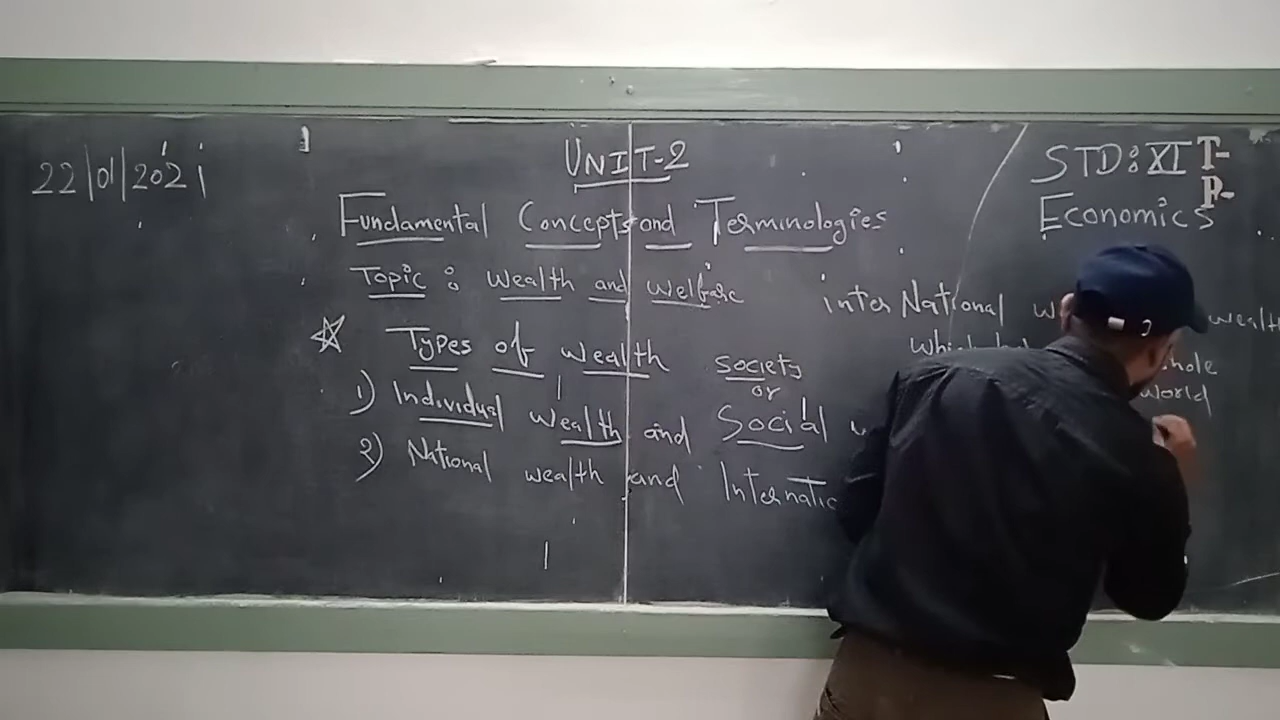 22/01/2021
UNIT-2
STD: XI T-
P-
Economics
Fundamental Concepts and Terminologies
Topic : Wealth and Welfare
inter National
wealth
Types of wealth
society
or
whole
world
1) Individual Wealth and Social
2) National wealth and